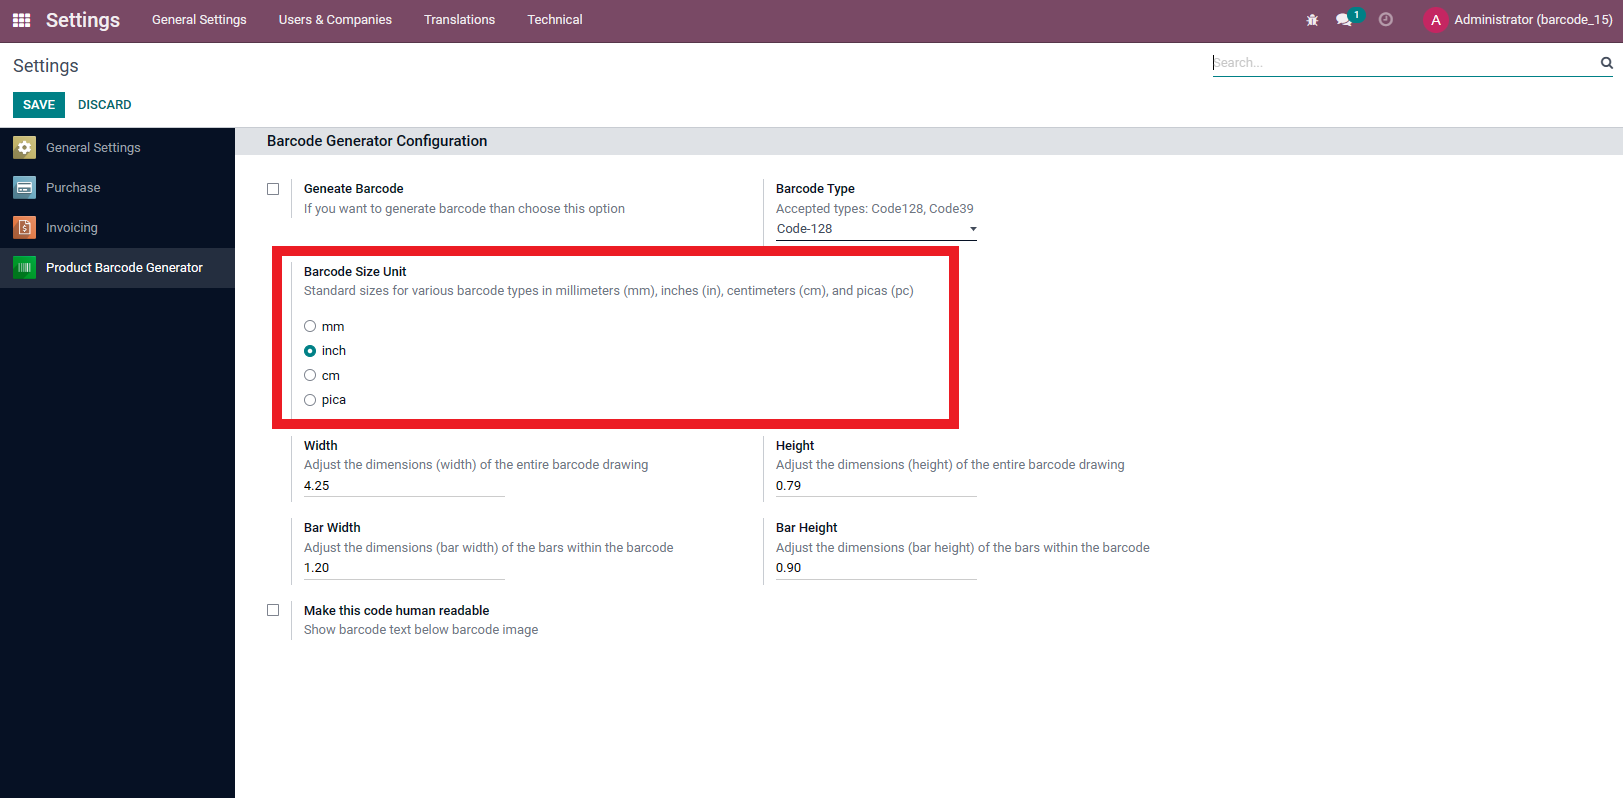 Settings General Settings Users & Companies Translations Technical 1 A Administrator (barcode_15)
Settings Search...
SAVE DISCARD
General Settings
Purchase
Invoicing
Product Barcode Generator
Barcode Generator Configuration
Geneate Barcode
If you want to generate barcode than choose this option
Barcode Type
Accepted types: Code128, Code39
Code-128
Barcode Size Unit
Standard sizes for various barcode types in millimeters (mm), inches (in), centimeters (cm), and picas (pc)
mm
inch
cm
pica
Width
Adjust the dimensions (width) of the entire barcode drawing
4.25
Height
Adjust the dimensions (height) of the entire barcode drawing
0.79
Bar Width
Adjust the dimensions (bar width) of the bars within the barcode
1.20
Bar Height
Adjust the dimensions (bar height) of the bars within the barcode
0.90
Make this code human readable
Show barcode text below barcode image